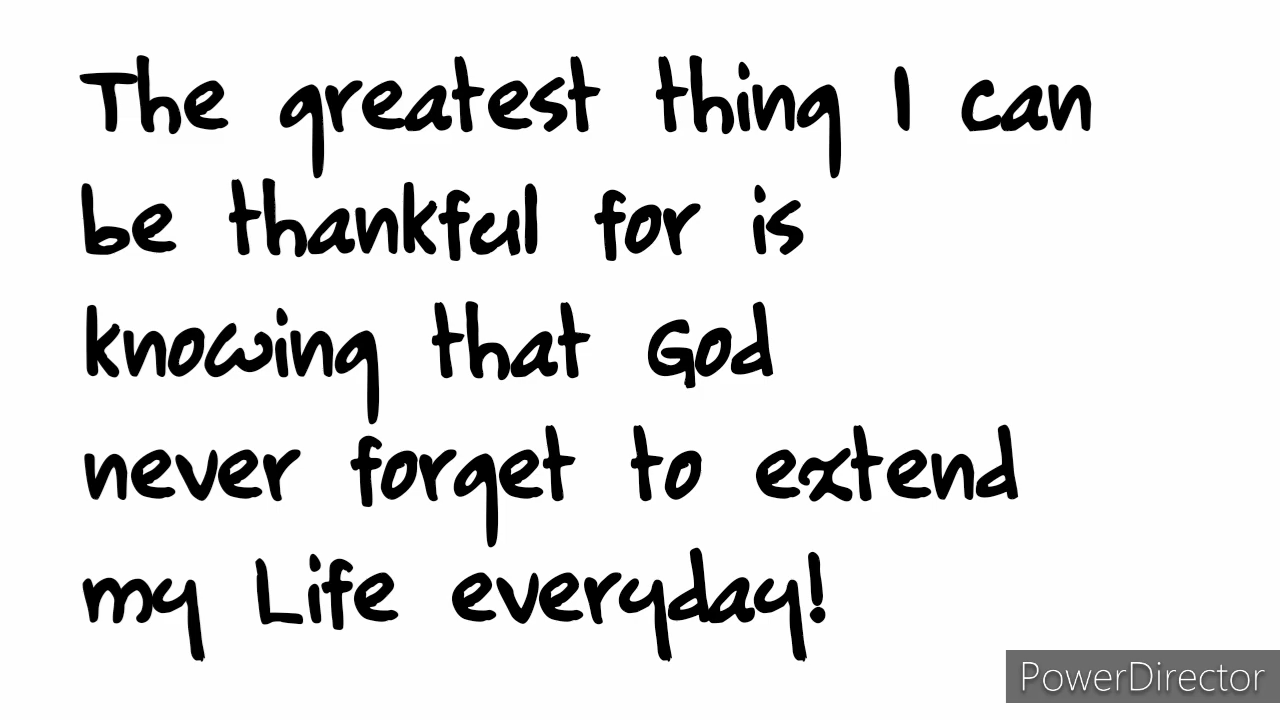 The greatest thing I can
be thankful for is
knowing that God
never forget to extend
my Life everyday!
PowerDirector